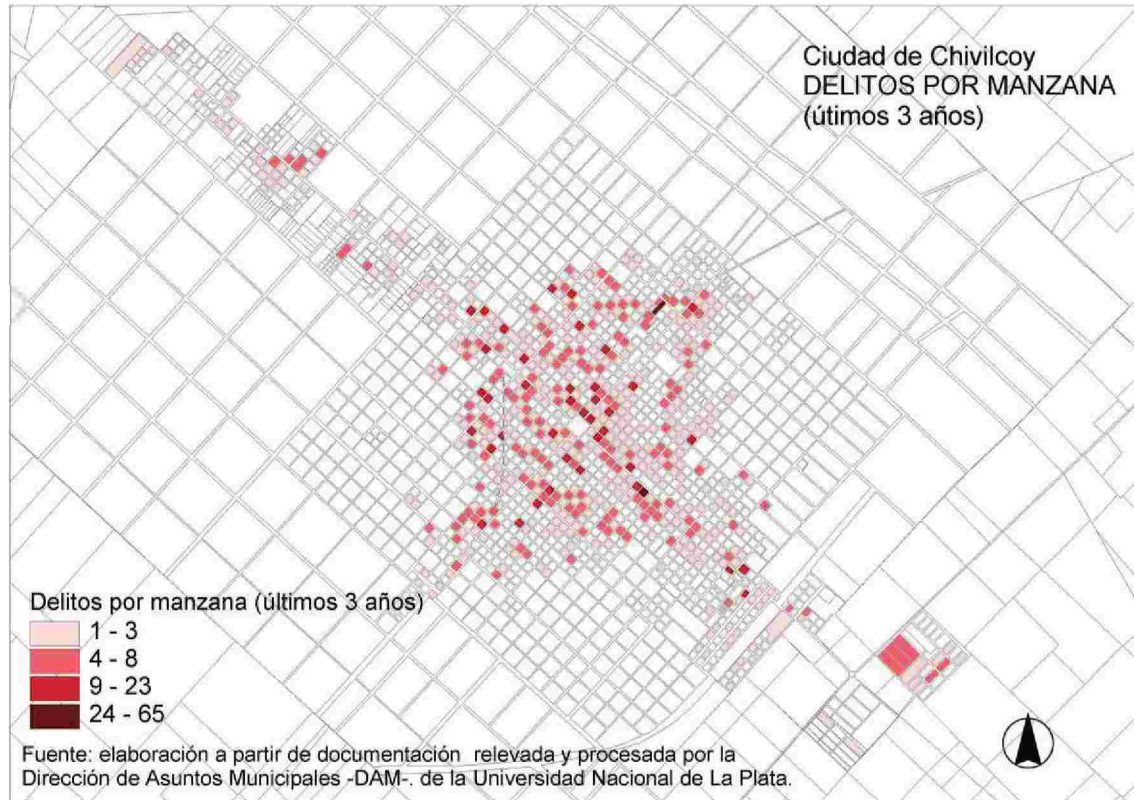 Ciudad de Chivilcoy
DELITOS POR MANZANA
(útimos 3 años)
Delitos por manzana (últimos 3 años)
1 - 3
4 - 8
9 - 23
24 - 65
Fuente: elaboración a partir de documentación relevada y procesada por la
Dirección de Asuntos Municipales -DAM-. de la Universidad Nacional de La Plata.